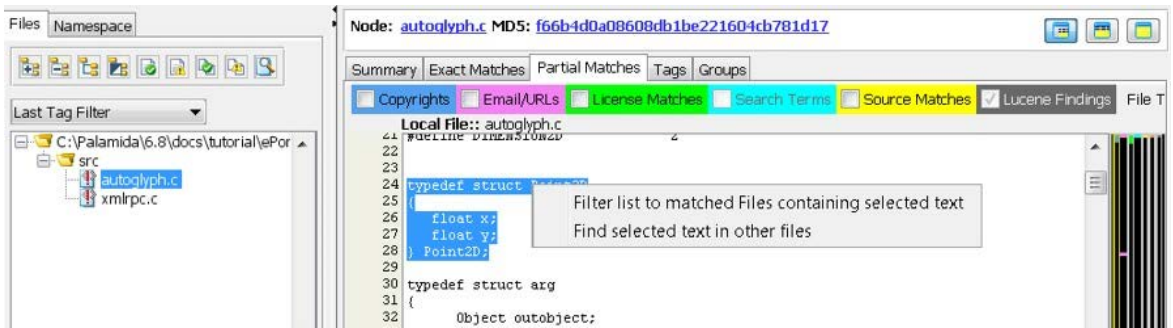 Files Namespace
Last Tag Filter
C:\Palamida\6.8\docs\tutorial\ePor
src
autoglyph.c
xmlrpc.c
Node: autoglyph.c MD5: f66b4d0a08608db1be221604cb781d17
Summary Exact Matches Partial Matches Tags Groups
Copyrights Email/URLs License Matches Search Terms Source Matches Lucene Findings File T
Local File:: autoglyph.c
21 #define DIMENSION2D 2
22
23
24 typedef struct Point2D
25 {
26 float x;
27 float y;
28 } Point2D;
29
30 typedef struct arg
31 {
32 Object outobject;
Filter list to matched Files containing selected text
Find selected text in other files